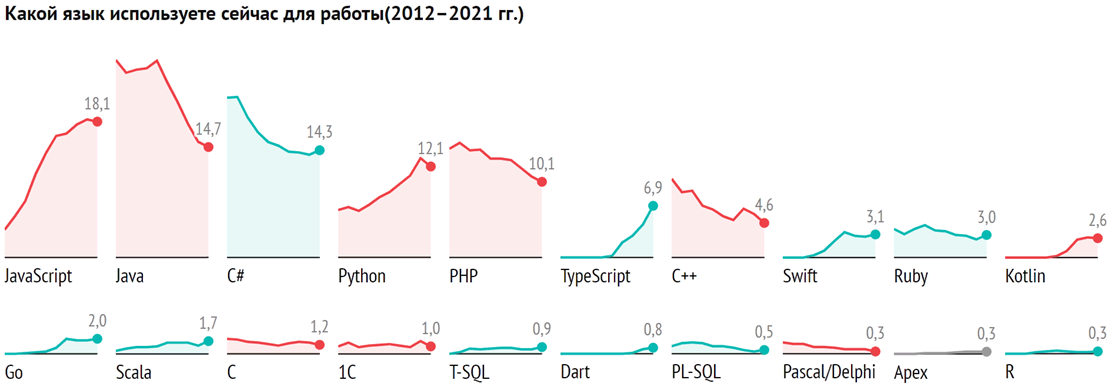 Какой язык используете сейчас для работы(2012–2021 гг.)
18,1 14,7 14,3 12,1 10,1 6,9 4,6 3,1 3,0 2,6
JavaScript Java C# Python PHP TypeScript C++ Swift Ruby Kotlin
2,0 1,7 1,2 1,0 0,9 0,8 0,5 0,3 0,3 0,3
Go Scala C 1C T-SQL Dart PL-SQL Pascal/Delphi Apex R